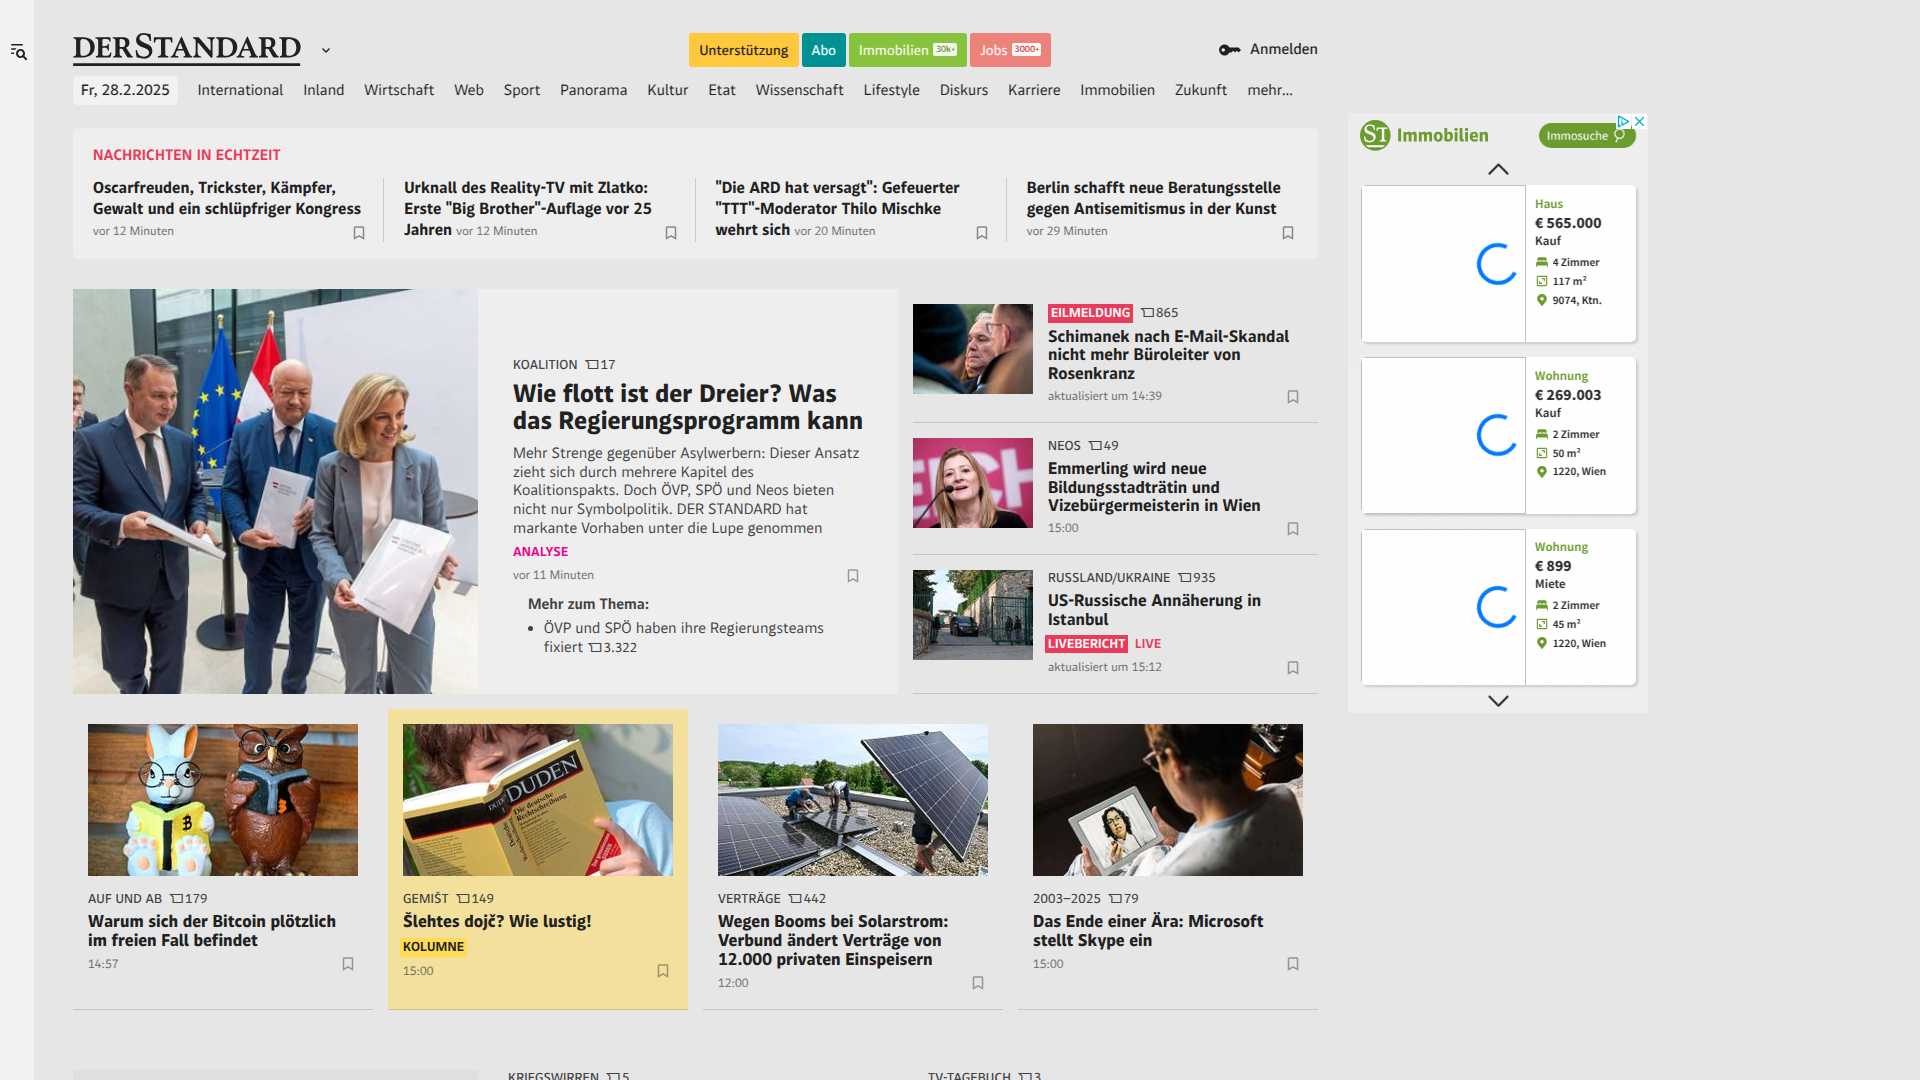 DERSTANDARD
Unterstützung
Abo
Immobilien 30k+
Jobs 3000+
Anmelden
Fr, 28.2.2025
International
Inland
Wirtschaft
Web
Sport
Panorama
Kultur
Etat
Wissenschaft
Lifestyle
Diskurs
Karriere
Immobilien
Zukunft
mehr...
NACHRICHTEN IN ECHTZEIT
Oscarfreuden, Trickster, Kämpfer,
Gewalt und ein schlüpfriger Kongress
vor 12 Minuten
Urknall des Reality-TV mit Zlatko:
Erste "Big Brother"-Auflage vor 25
Jahren vor 12 Minuten
"Die ARD hat versagt": Gefeuerter
"TTT"-Moderator Thilo Mischke
wehrt sich vor 20 Minuten
Berlin schafft neue Beratungsstelle
gegen Antisemitismus in der Kunst
vor 29 Minuten
KOALITION 17
Wie flott ist der Dreier? Was
das Regierungsprogramm kann
Mehr Strenge gegenüber Asylwerbern: Dieser Ansatz
zieht sich durch mehrere Kapitel des
Koalitionspakts. Doch ÖVP, SPÖ und Neos bieten
nicht nur Symbolpolitik. DER STANDARD hat
markante Vorhaben unter die Lupe genommen
ANALYSE
vor 11 Minuten
Mehr zum Thema:
• ÖVP und SPÖ haben ihre Regierungsteams
fixiert 3.322
EILMELDUNG 865
Schimanek nach E-Mail-Skandal
nicht mehr Büroleiter von
Rosenkranz
aktualisiert um 14:39
NEOS 49
Emmerling wird neue
Bildungsstadträtin und
Vizebürgermeisterin in Wien
15:00
RUSSLAND/UKRAINE 935
US-Russische Annäherung in
Istanbul
LIVEBERICHT LIVE
aktualisiert um 15:12
ST Immobilien
Immosuche
Haus
€ 565.000
Kauf
4 Zimmer
117 m²
9074, Ktn.
Wohnung
€ 269.003
Kauf
2 Zimmer
50 m²
1220, Wien
Wohnung
€ 899
Miete
2 Zimmer
45 m²
1220, Wien
AUF UND AB 179
Warum sich der Bitcoin plötzlich
im freien Fall befindet
14:57
DUDEN
DUDEN
Die deutsche
Rechtschreibung
GEMIŠT 149
Šlehtes dojč? Wie lustig!
KOLUMNE
15:00
VERTRÄGE 442
Wegen Booms bei Solarstrom:
Verbund ändert Verträge von
12.000 privaten Einspeisern
12:00
2003–2025 79
Das Ende einer Ära: Microsoft
stellt Skype ein
15:00
KRIEGSWIRREN 5
TV-TAGEBUCH 3